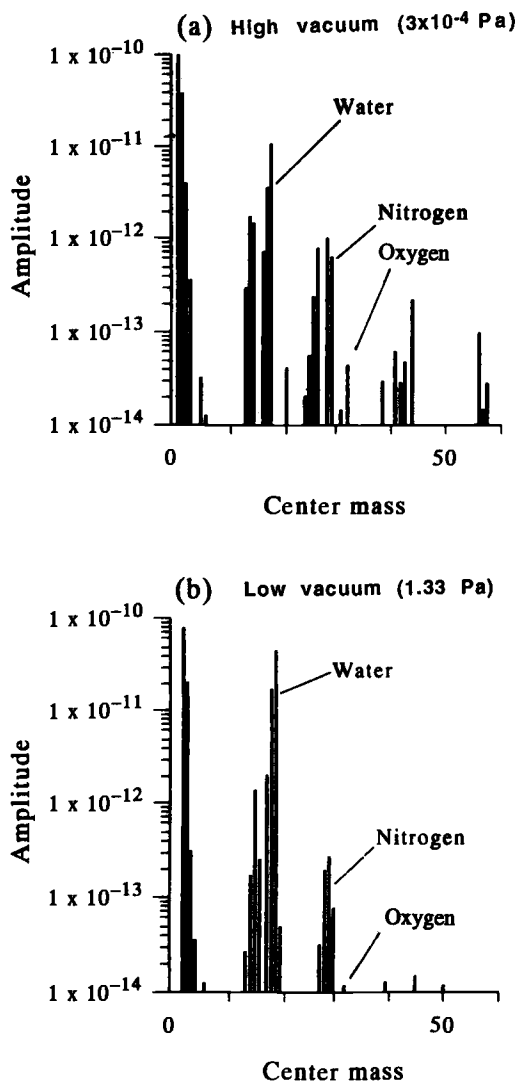 (a) High vacuum (3x10⁻⁴ Pa)
1 x 10⁻¹⁰
Water
1 x 10⁻¹¹
Nitrogen
1 x 10⁻¹²
Oxygen
Amplitude
1 x 10⁻¹³
1 x 10⁻¹⁴
0 50
Center mass
(b) Low vacuum (1.33 Pa)
1 x 10⁻¹⁰
Water
1 x 10⁻¹¹
1 x 10⁻¹²
Amplitude
Nitrogen
1 x 10⁻¹³
Oxygen
1 x 10⁻¹⁴
0 50
Center mass